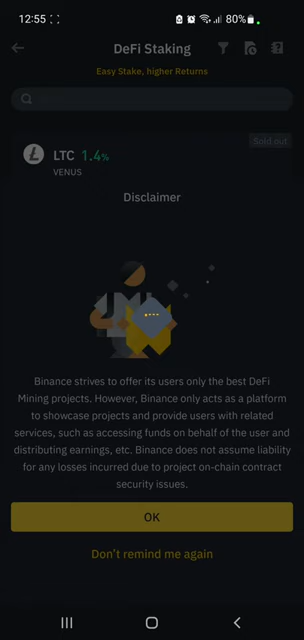 12:55
80%
DeFi Staking
Easy Stake, higher Returns
Sold out
LTC 1.4%
VENUS
Disclaimer
Binance strives to offer its users only the best DeFi
Mining projects. However, Binance only acts as a platform
to showcase projects and provide users with related
services, such as accessing funds on behalf of the user and
distributing earnings, etc. Binance does not assume liability
for any losses incurred due to project on-chain contract
security issues.
OK
Don't remind me again